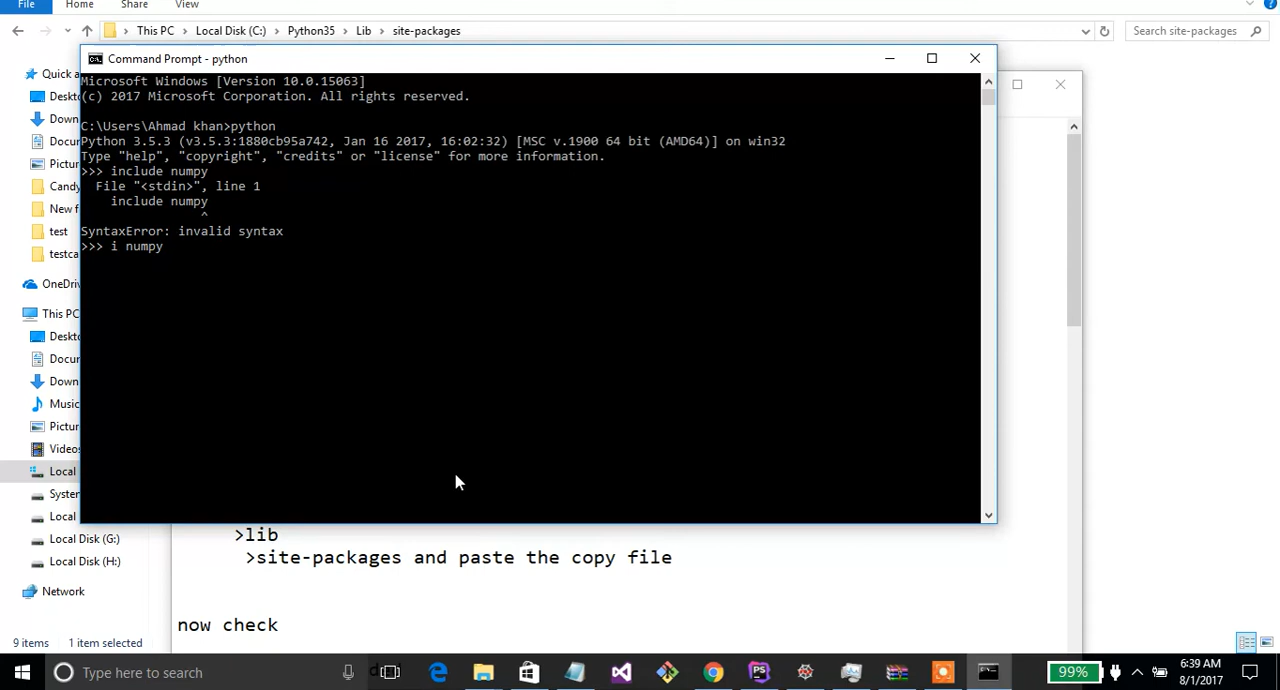 File
Home
Share
View
This PC
Local Disk (C:)
Python35
Lib
site-packages
Search site-packages
Command Prompt - python
Microsoft Windows [Version 10.0.15063]
(c) 2017 Microsoft Corporation. All rights reserved.
C:\Users\Ahmad khan>python
Python 3.5.3 (v3.5.3:1880cb95a742, Jan 16 2017, 16:02:32) [MSC v.1900 64 bit (AMD64)] on win32
Type "help", "copyright", "credits" or "license" for more information.
>>> include numpy
File "<stdin>", line 1
include numpy
^
SyntaxError: invalid syntax
>>> i numpy
Quick a
Deskt
Down
Docu
Pictur
Candy
New f
test
testca
OneDriv
This PC
Deskt
Docu
Down
Music
Pictur
Videos
Local
System
Local
Local Disk (G:)
Local Disk (H:)
Network
>lib
>site-packages and paste the copy file
now check
9 items
1 item selected
Type here to search
99%
6:39 AM
8/1/2017